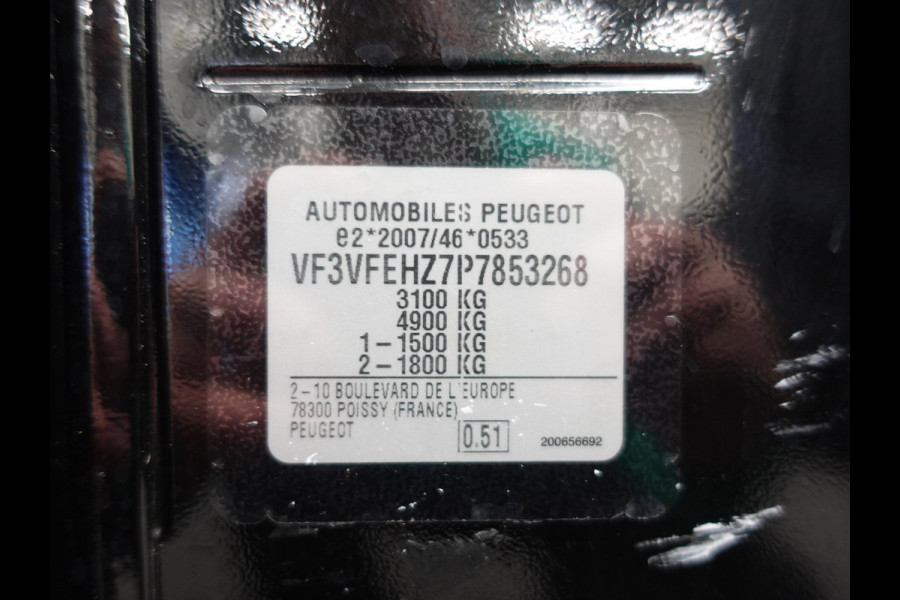 AUTOMOBILES PEUGEOT
e2*2007/46*0533
VF3VFEHZ7P7853268
3100 KG
4900 KG
1-1500 KG
2-1800 KG
2-10 BOULEVARD DE L'EUROPE
78300 POISSY (FRANCE)
PEUGEOT
0.51
200656692